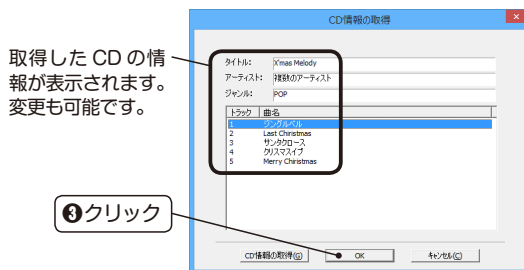 CD情報の取得
取得した CD の情
報が表示されます。
変更も可能です。
タイトル: X'mas Melody
アーティスト: 複数のアーティスト
ジャンル: POP
トラック 曲名
1 ジングルベル
2 Last Chiristmas
3 サンタクロース
4 クリスマスイブ
5 Merry Christmas
❸クリック
CD情報の取得(G) OK キャンセル(C)